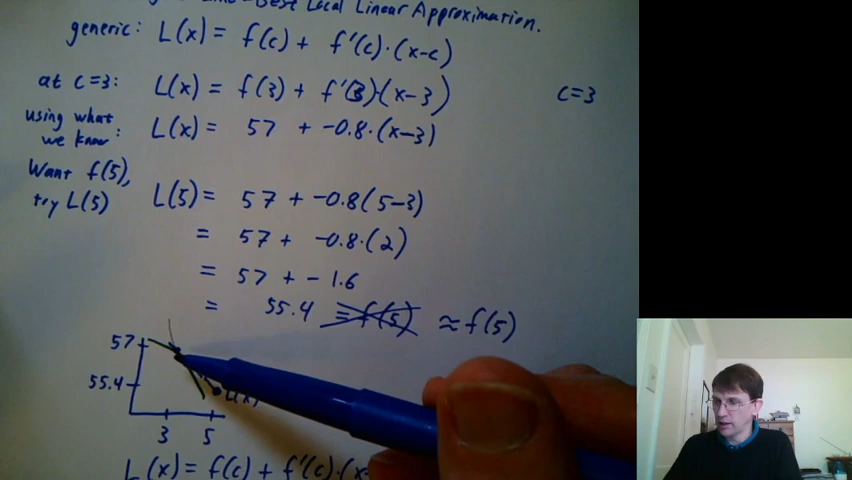 Best Local Linear Approximation.
generic: L(x) = f(c) + f'(c)·(x-c)
at c=3: L(x) = f(3) + f'(3)·(x-3) c=3
using what we know: L(x) = 57 + -0.8·(x-3)
Want f(5),
try L(5) L(5) = 57 + -0.8(5-3)
= 57 + -0.8·(2)
= 57 + - 1.6
= 55.4 = f(5) ≈ f(5)
57
55.4 L(x)
3 5
L(x) = f(c) + f'(c)·(x-